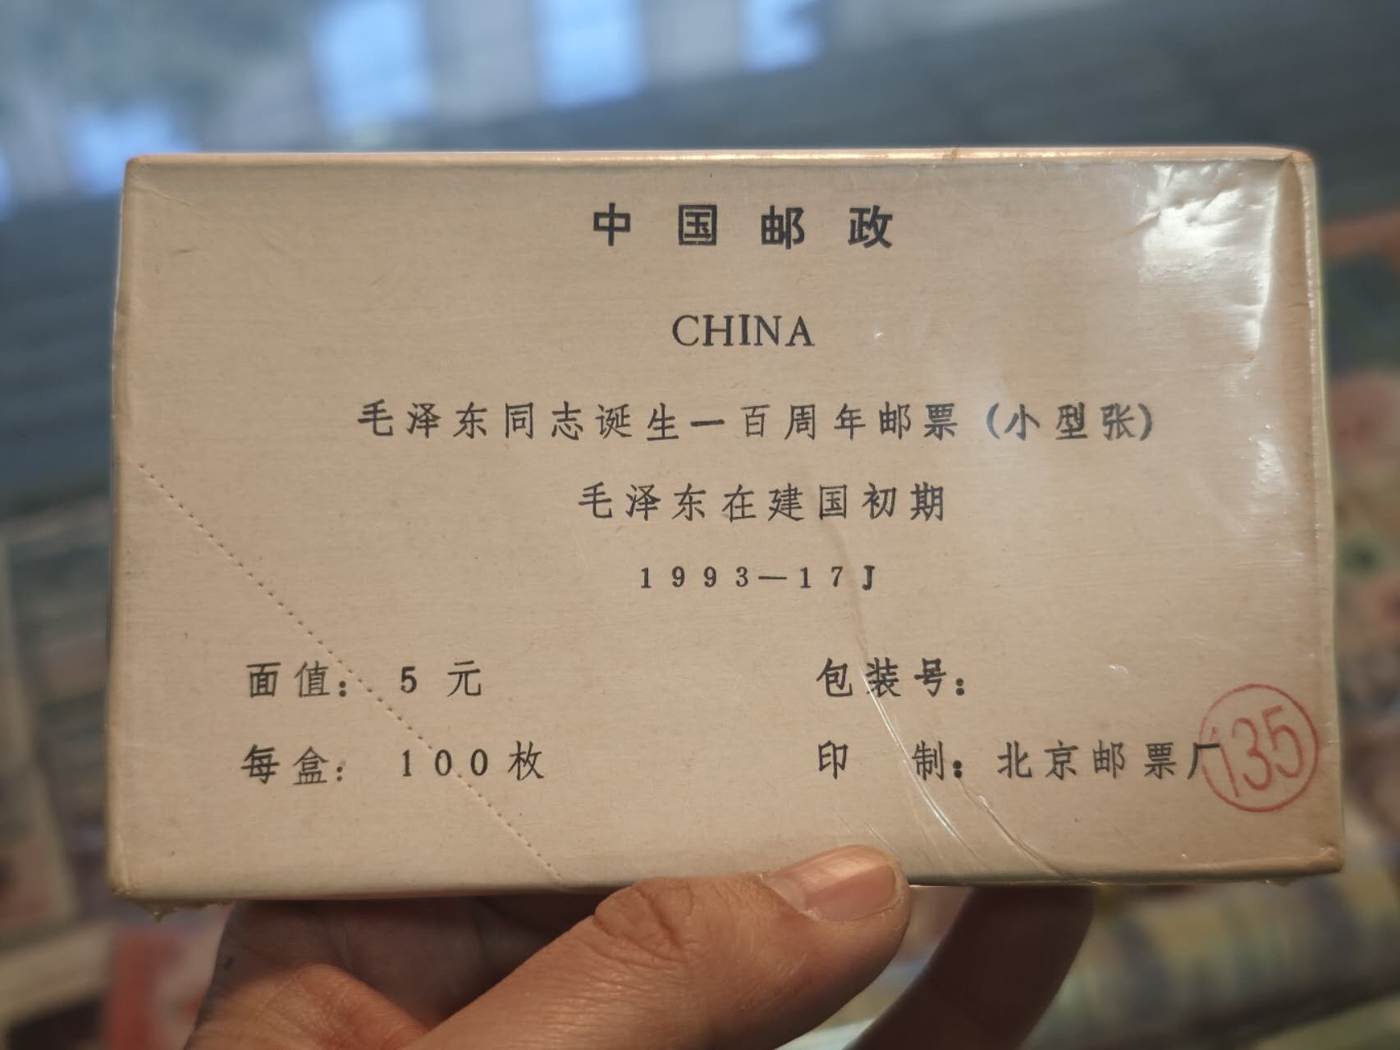 中国邮政
CHINA
毛泽东同志诞生一百周年邮票(小型张)
毛泽东在建国初期
1993—17J
面值: 5元
包装号:
每盒: 100枚
印 制: 北京邮票厂
135